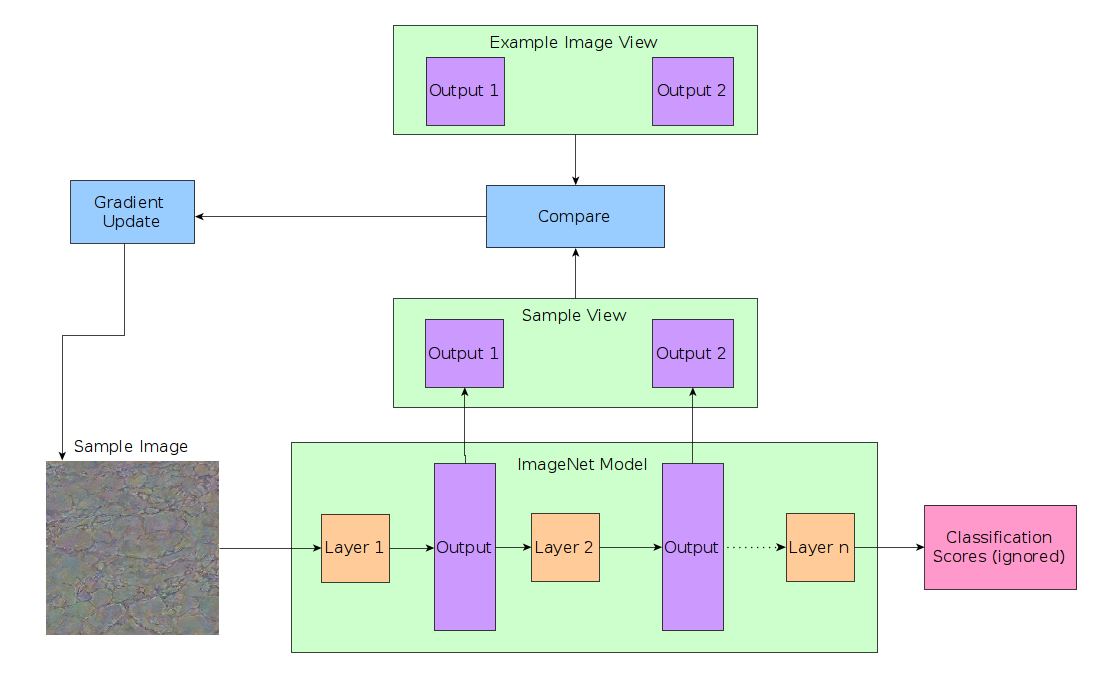 Example Image View
Output 1
Output 2
Gradient
Update
Compare
Sample View
Output 1
Output 2
Sample Image
ImageNet Model
Layer 1
Output
Layer 2
Output
Layer n
Classification
Scores (ignored)